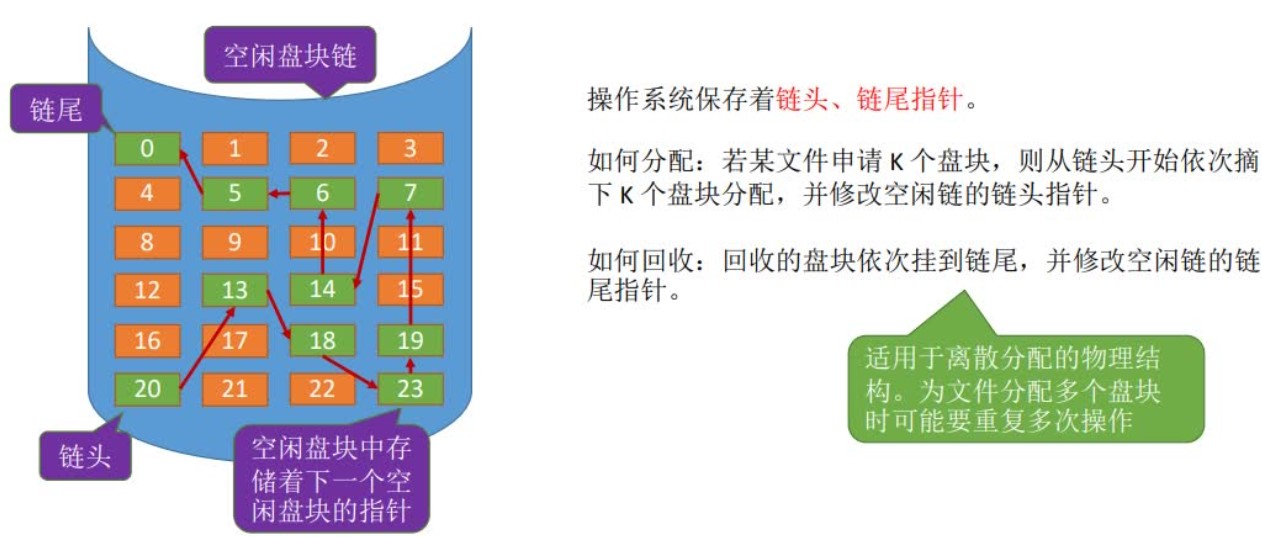 空闲盘块链
链尾
0 1 2 3
4 5 6 7
8 9 10 11
12 13 14 15
16 17 18 19
20 21 22 23
链头
空闲盘块中存
储着下一个空
闲盘块的指针
操作系统保存着链头、链尾指针。
如何分配：若某文件申请 K 个盘块，则从链头开始依次摘
下 K 个盘块分配，并修改空闲链的链头指针。
如何回收：回收的盘块依次挂到链尾，并修改空闲链的链
尾指针。
适用于离散分配的物理结
构。为文件分配多个盘块
时可能要重复多次操作